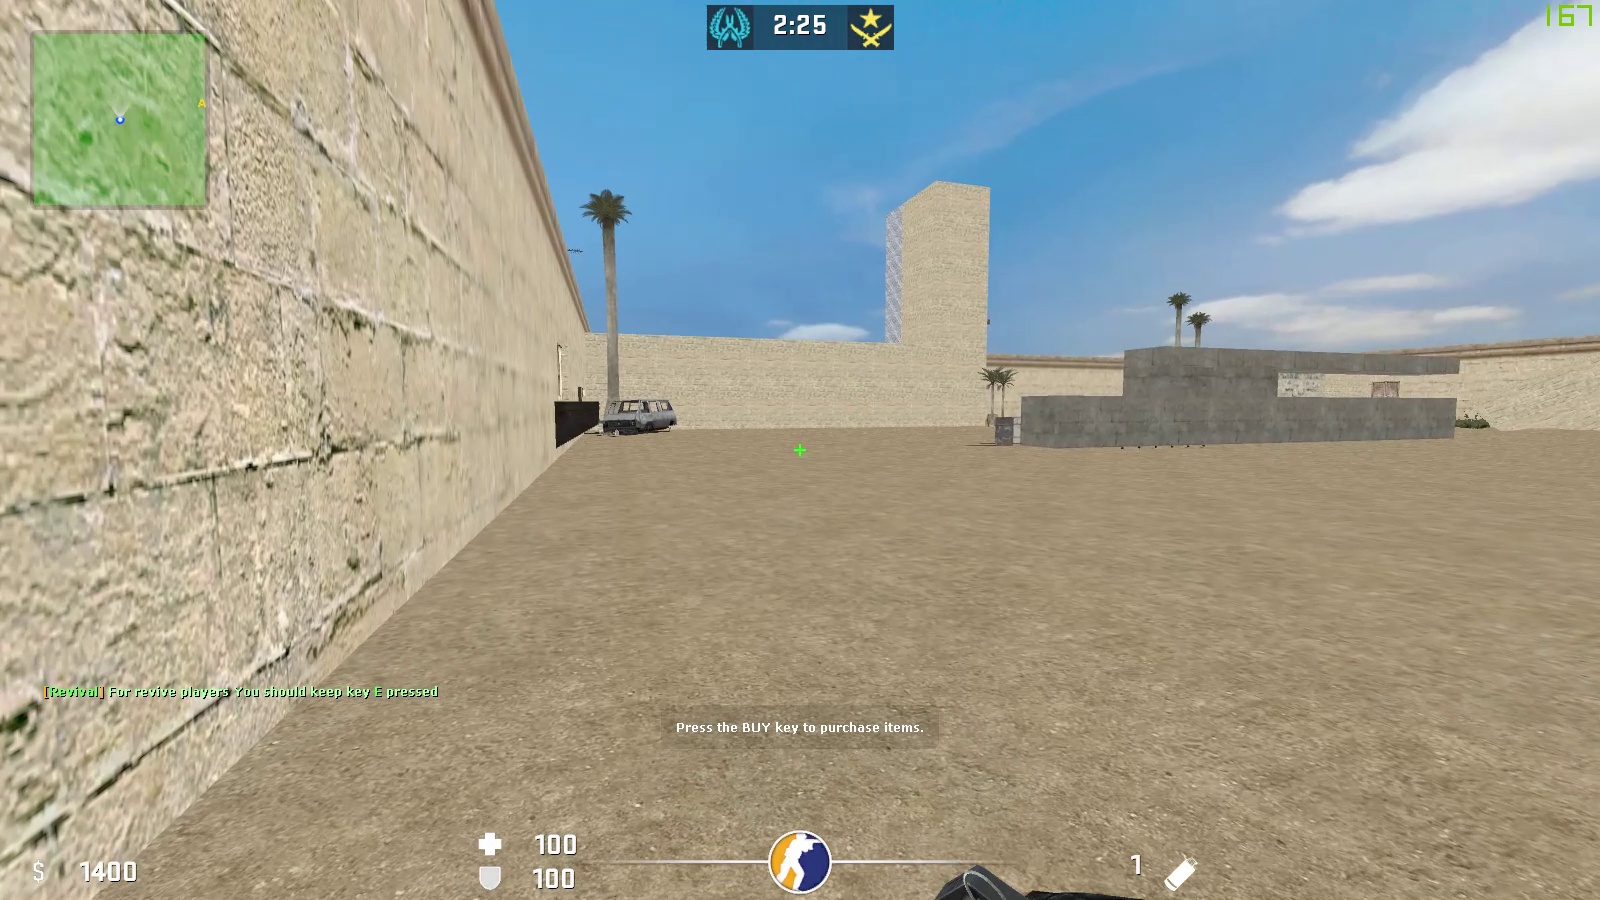 2:25
167
A
[Revival] For revive players You should keep key E pressed
Press the BUY key to purchase items.
$ 1400
100
100
1